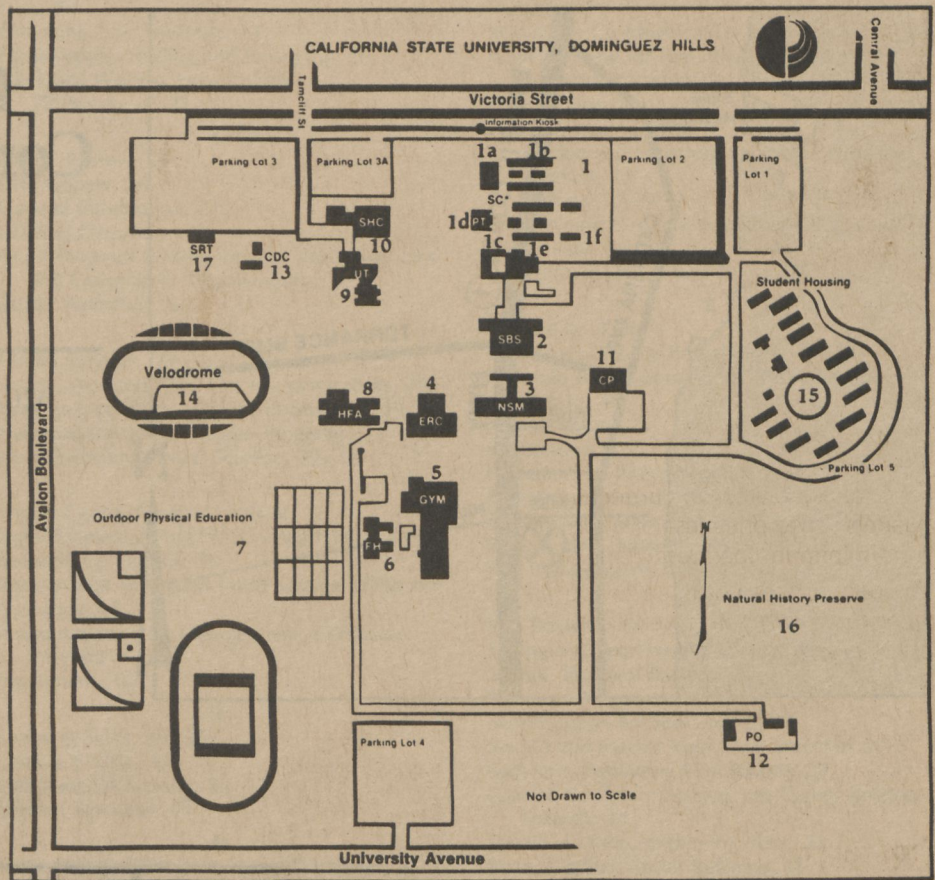 CALIFORNIA STATE UNIVERSITY, DOMINGUEZ HILLS
Central Avenue
Tamcliff St
Victoria Street
Information Kiosk
Parking Lot 3
Parking Lot 3A
1a
1b
1
Parking Lot 2
Parking
Lot 1
SC*
SHC
10
1d
PT
1c
1e
1f
SRT
17
CDC
13
UT
9
Student Housing
SBS
2
11
CP
Velodrome
14
8
HFA
4
ERC
3
NSM
15
Parking Lot 5
Avalon Boulevard
5
GYM
Outdoor Physical Education
7
FH
6
N
Natural History Preserve
16
PO
12
Parking Lot 4
Not Drawn to Scale
University Avenue